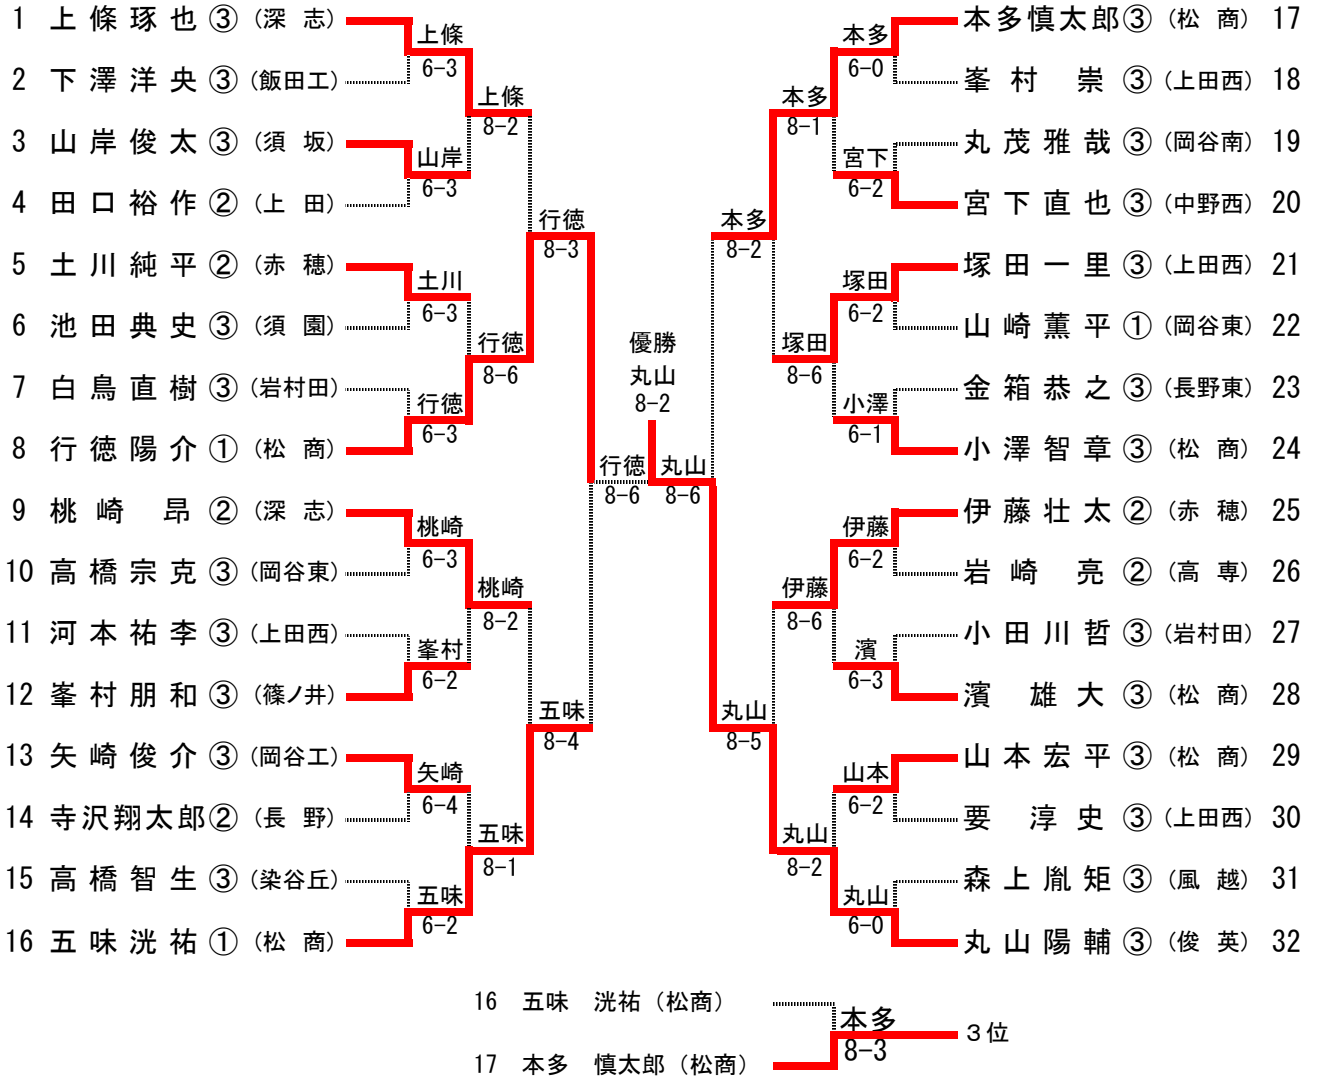 1 上條琢也③（深志）
2 下澤洋央③（飯田工）
3 山岸俊太③（須坂）
4 田口裕作②（上田）
5 土川純平②（赤穂）
6 池田典史③（須園）
7 白鳥直樹③（岩村田）
8 行徳陽介①（松商）
9 桃崎昂②（深志）
10 高橋宗克③（岡谷東）
11 河本祐李③（上田西）
12 峯村朋和③（篠ノ井）
13 矢崎俊介③（岡谷工）
14 寺沢翔太郎②（長野）
15 高橋智生③（染谷丘）
16 五味洸祐①（松商）
上條
6-3
山岸
6-3
土川
6-3
行徳
6-3
桃崎
6-3
峯村
6-2
矢崎
6-4
五味
6-2
上條
8-2
行徳
8-6
桃崎
8-2
五味
8-1
行徳
8-3
五味
8-4
行徳
8-6
優勝
丸山
8-2
丸山
8-6
本多
8-2
丸山
8-5
本多
8-1
塚田
8-6
伊藤
8-6
丸山
8-2
本多
6-0
宮下
6-2
塚田
6-2
小澤
6-1
伊藤
6-2
濱
6-3
山本
6-2
丸山
6-0
本多慎太郎③（松商） 17
峯村崇③（上田西） 18
丸茂雅哉③（岡谷南） 19
宮下直也③（中野西） 20
塚田一里③（上田西） 21
山崎薫平①（岡谷東） 22
金箱恭之③（長野東） 23
小澤智章③（松商） 24
伊藤壮太②（赤穂） 25
岩崎亮②（高専） 26
小田川哲③（岩村田） 27
濱雄大③（松商） 28
山本宏平③（松商） 29
要淳史③（上田西） 30
森上胤矩③（風越） 31
丸山陽輔③（俊英） 32
16 五味 洸祐（松商）
17 本多 慎太郎（松商）
本多
8-3
３位